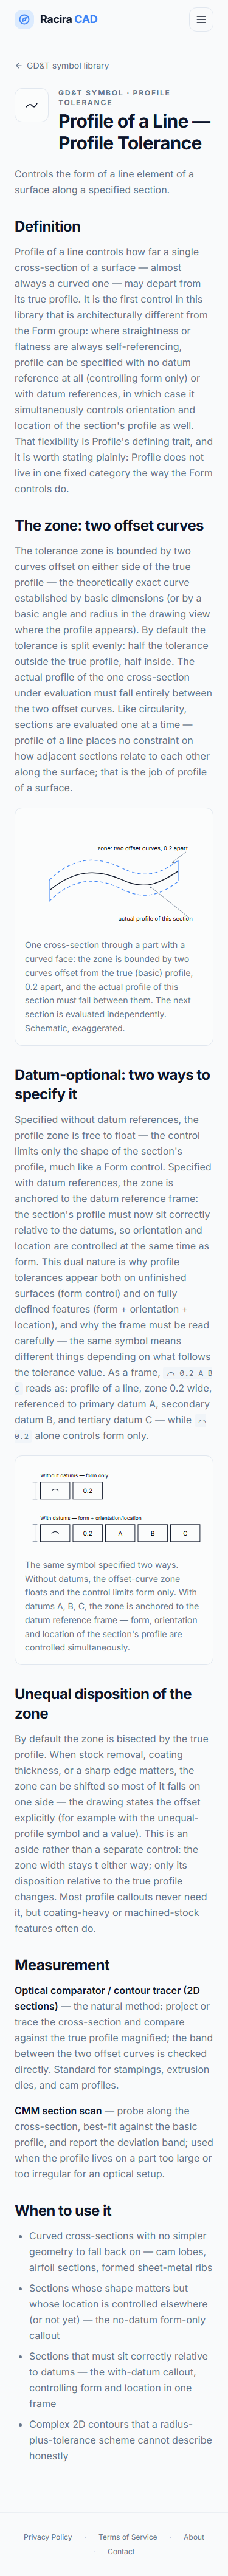 Racira CAD
← GD&T symbol library
GD&T SYMBOL · PROFILE
TOLERANCE
Profile of a Line —
Profile Tolerance
Controls the form of a line element of a
surface along a specified section.
Definition
Profile of a line controls how far a single
cross-section of a surface — almost
always a curved one — may depart from
its true profile. It is the first control in this
library that is architecturally different from
the Form group: where straightness or
flatness are always self-referencing,
profile can be specified with no datum
reference at all (controlling form only) or
with datum references, in which case it
simultaneously controls orientation and
location of the section's profile as well.
That flexibility is Profile's defining trait, and
it is worth stating plainly: Profile does not
live in one fixed category the way the Form
controls do.
The zone: two offset curves
The tolerance zone is bounded by two
curves offset on either side of the true
profile — the theoretically exact curve
established by basic dimensions (or by a
basic angle and radius in the drawing view
where the profile appears). By default the
tolerance is split evenly: half the tolerance
outside the true profile, half inside. The
actual profile of the one cross-section
under evaluation must fall entirely between
the two offset curves. Like circularity,
sections are evaluated one at a time —
profile of a line places no constraint on
how adjacent sections relate to each other
along the surface; that is the job of profile
of a surface.
zone: two offset curves, 0.2 apart
actual profile of this section
One cross-section through a part with a
curved face: the zone is bounded by two
curves offset from the true (basic) profile,
0.2 apart, and the actual profile of this
section must fall between them. The next
section is evaluated independently.
Schematic, exaggerated.
Datum-optional: two ways to
specify it
Specified without datum references, the
profile zone is free to float — the control
limits only the shape of the section's
profile, much like a Form control. Specified
with datum references, the zone is
anchored to the datum reference frame:
the section's profile must now sit correctly
relative to the datums, so orientation and
location are controlled at the same time as
form. This dual nature is why profile
tolerances appear both on unfinished
surfaces (form control) and on fully
defined features (form + orientation +
location), and why the frame must be read
carefully — the same symbol means
different things depending on what follows
the tolerance value. As a frame, ⌒ 0.2 A B
C reads as: profile of a line, zone 0.2 wide,
referenced to primary datum A, secondary
datum B, and tertiary datum C — while ⌒
0.2 alone controls form only.
Without datums — form only
⌒ 0.2
With datums — form + orientation/location
⌒ 0.2 A B C
The same symbol specified two ways.
Without datums, the offset-curve zone
floats and the control limits form only. With
datums A, B, C, the zone is anchored to the
datum reference frame — form, orientation
and location of the section's profile are
controlled simultaneously.
Unequal disposition of the
zone
By default the zone is bisected by the true
profile. When stock removal, coating
thickness, or a sharp edge matters, the
zone can be shifted so most of it falls on
one side — the drawing states the offset
explicitly (for example with the unequal-
profile symbol and a value). This is an
aside rather than a separate control: the
zone width stays t either way; only its
disposition relative to the true profile
changes. Most profile callouts never need
it, but coating-heavy or machined-stock
features often do.
Measurement
Optical comparator / contour tracer (2D
sections) — the natural method: project or
trace the cross-section and compare
against the true profile magnified; the band
between the two offset curves is checked
directly. Standard for stampings, extrusion
dies, and cam profiles.
CMM section scan — probe along the
cross-section, best-fit against the basic
profile, and report the deviation band; used
when the profile lives on a part too large or
too irregular for an optical setup.
When to use it
• Curved cross-sections with no simpler
geometry to fall back on — cam lobes,
airfoil sections, formed sheet-metal ribs
• Sections whose shape matters but
whose location is controlled elsewhere
(or not yet) — the no-datum form-only
callout
• Sections that must sit correctly relative
to datums — the with-datum callout,
controlling form and location in one
frame
• Complex 2D contours that a radius-
plus-tolerance scheme cannot describe
honestly
Privacy Policy · Terms of Service · About
· Contact